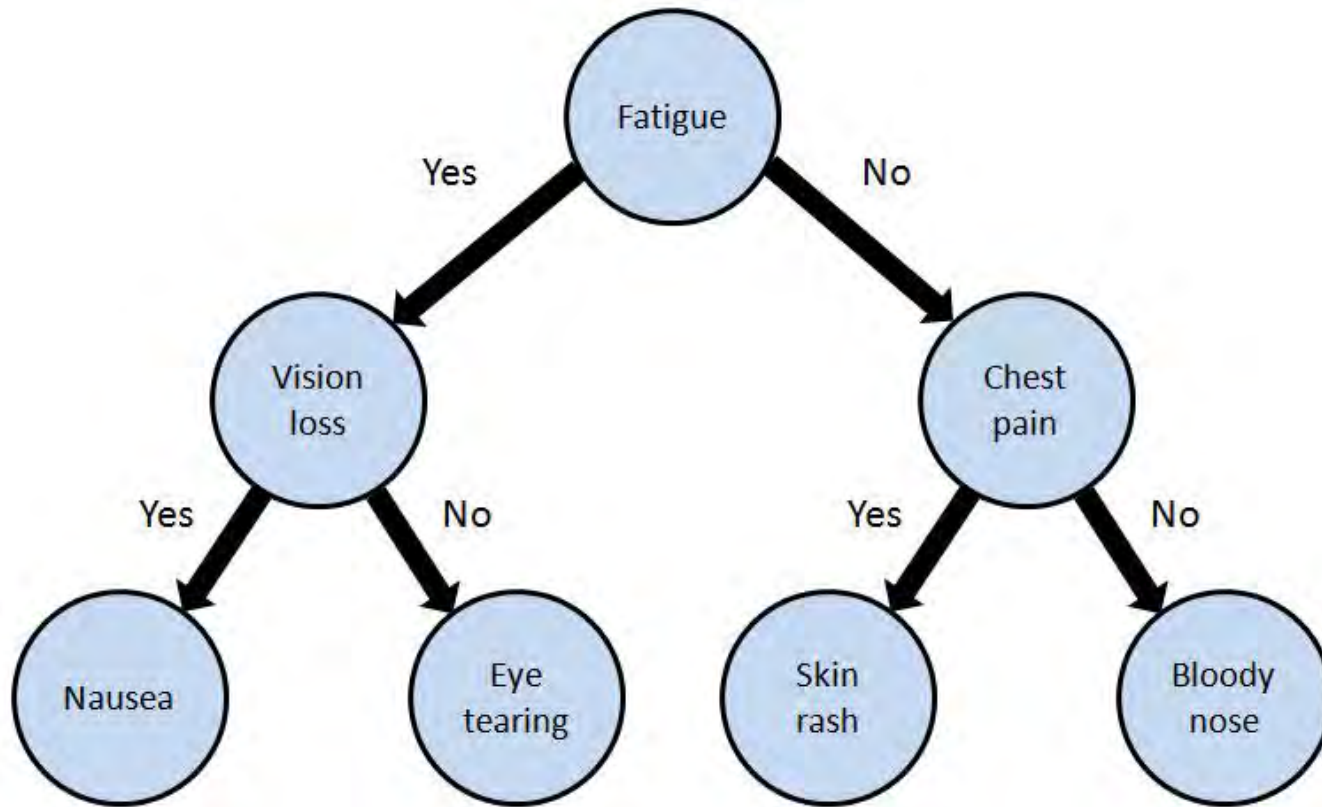 Fatigue
Yes
No
Vision
loss
Chest
pain
Yes
No
Yes
No
Nausea
Eye
tearing
Skin
rash
Bloody
nose